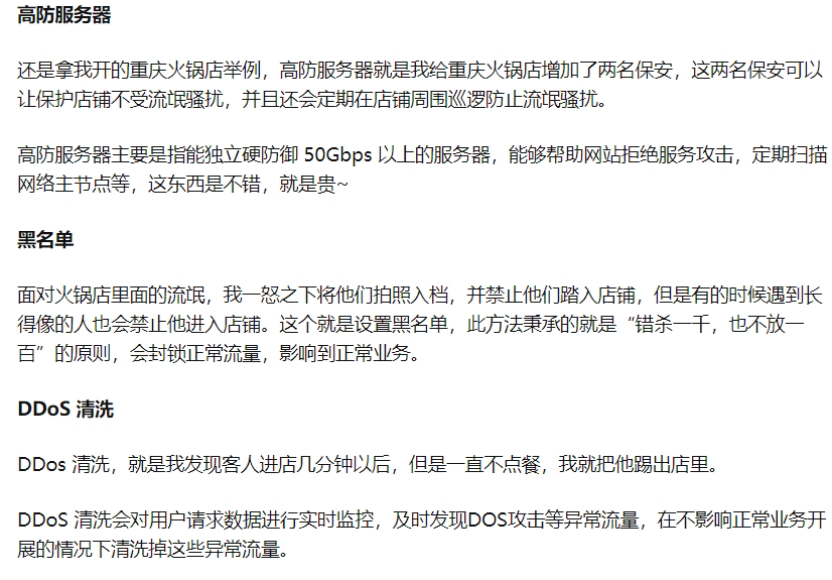 高防服务器
还是拿我开的重庆火锅店举例，高防服务器就是我给重庆火锅店增加了两名保安，这两名保安可以
让保护店铺不受流氓骚扰，并且还会定期在店铺周围巡逻防止流氓骚扰。
高防服务器主要是指能独立硬防御 50Gbps 以上的服务器，能够帮助网站拒绝服务攻击，定期扫描
网络主节点等，这东西是不错，就是贵~
黑名单
面对火锅店里面的流氓，我一怒之下将他们拍照入档，并禁止他们踏入店铺，但是有的时候遇到长
得像的人也会禁止他进入店铺。这个就是设置黑名单，此方法秉承的就是“错杀一千，也不放一
百”的原则，会封锁正常流量，影响到正常业务。
DDoS 清洗
DDos 清洗，就是我发现客人进店几分钟以后，但是一直不点餐，我就把他踢出店里。
DDoS 清洗会对用户请求数据进行实时监控，及时发现DOS攻击等异常流量，在不影响正常业务开
展的情况下清洗掉这些异常流量。